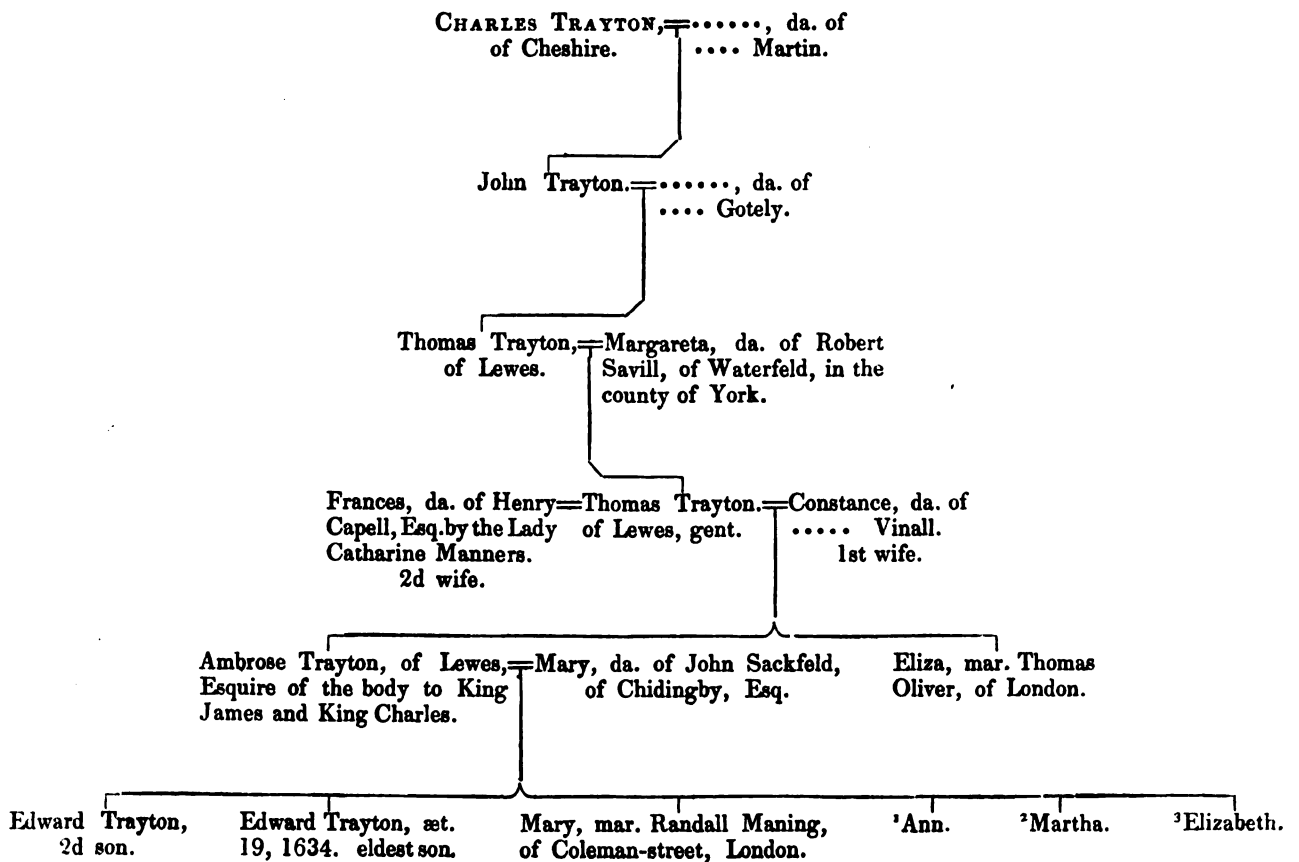 CHARLES TRAYTON,=······, da. of
of Cheshire. ···· Martin.
John Trayton.=······, da. of
···· Gotely.
Thomas Trayton,=Margareta, da. of Robert
of Lewes. Savill, of Waterfeld, in the
county of York.
Frances, da. of Henry=Thomas Trayton.=Constance, da. of
Capell, Esq. by the Lady of Lewes, gent. ····· Vinall.
Catharine Manners. 1st wife.
2d wife.
Ambrose Trayton, of Lewes,=Mary, da. of John Sackfeld, Eliza, mar. Thomas
Esquire of the body to King of Chidingby, Esq. Oliver, of London.
James and King Charles.
Edward Trayton, Edward Trayton, æt. Mary, mar. Randall Maning, ¹Ann. ²Martha. ³Elizabeth.
2d son. 19, 1634. eldest son. of Coleman-street, London.